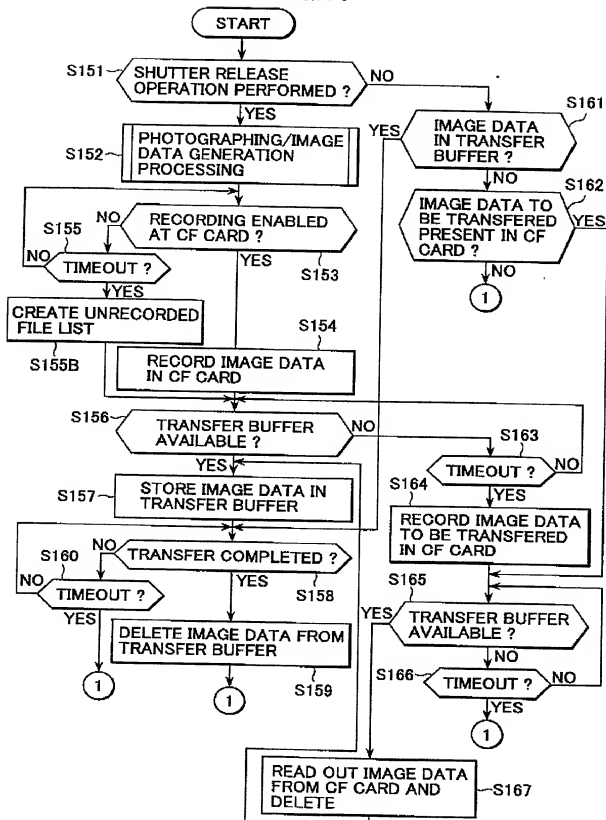 START
S151
SHUTTER RELEASE
OPERATION PERFORMED ?
NO
YES
S152
PHOTOGRAPHING/IMAGE
DATA GENERATION
PROCESSING
S161
YES
IMAGE DATA
IN TRANSFER
BUFFER ?
NO
S162
IMAGE DATA TO
BE TRANSFERED
PRESENT IN CF
CARD ?
YES
NO
1
NO
RECORDING ENABLED
AT CF CARD ?
S153
YES
S155
NO
TIMEOUT ?
YES
CREATE UNRECORDED
FILE LIST
S155B
S154
RECORD IMAGE DATA
IN CF CARD
S156
TRANSFER BUFFER
AVAILABLE ?
NO
YES
S163
TIMEOUT ?
NO
YES
S157
STORE IMAGE DATA IN
TRANSFER BUFFER
S164
RECORD IMAGE DATA
TO BE TRANSFERED
IN CF CARD
NO
TRANSFER COMPLETED ?
S158
YES
S160
NO
TIMEOUT ?
YES
1
DELETE IMAGE DATA FROM
TRANSFER BUFFER
S159
1
S165
YES
TRANSFER BUFFER
AVAILABLE ?
NO
S166
TIMEOUT ?
NO
YES
1
READ OUT IMAGE DATA
FROM CF CARD AND
DELETE
S167